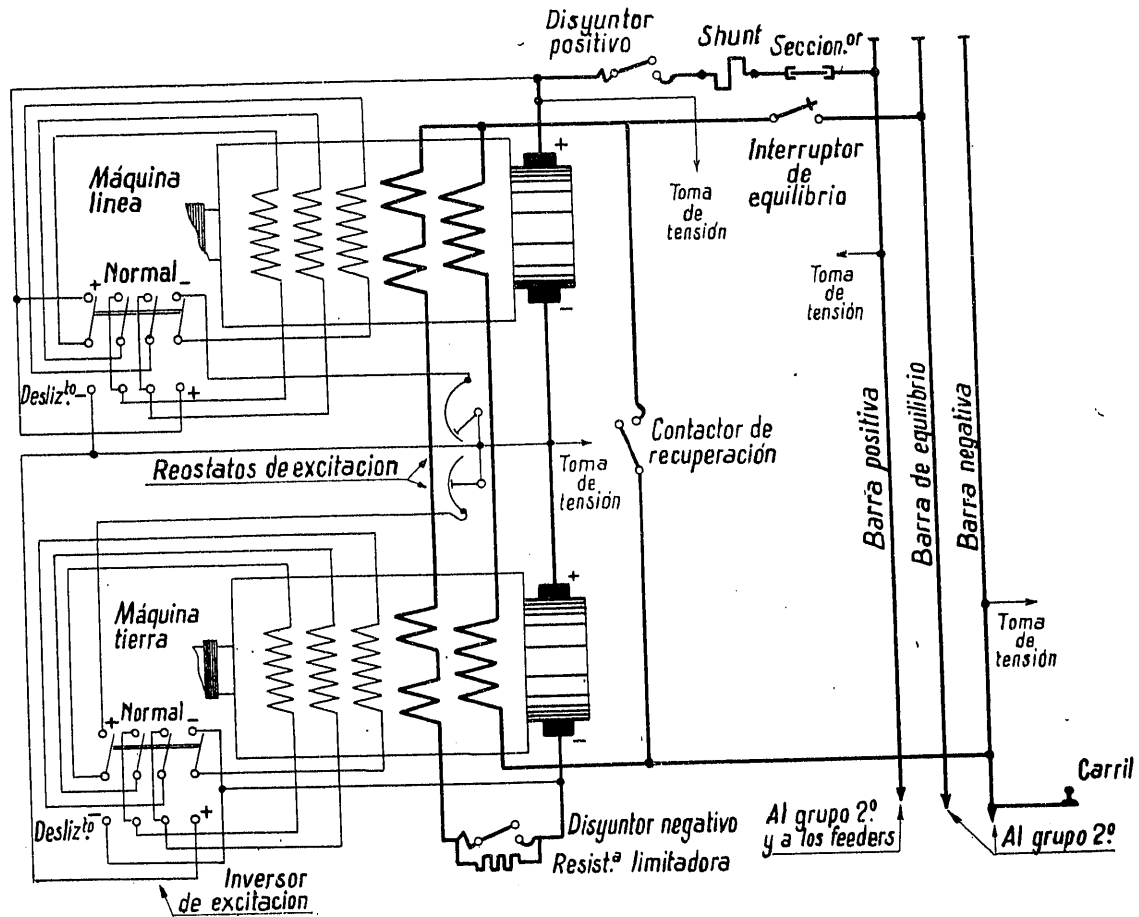 Disyuntor
positivo
Shunt
Seccion.or
+
Toma
de
tensión
Interruptor
de
equilibrio
Máquina
linea
+ Normal -
Desliz.to - +
-
Toma
de
tensión
Reostatos de excitacion
Toma
de
tensión
Contactor de
recuperación
Barra positiva
Barra de equilibrio
Barra negativa
+
Máquina
tierra
Toma
de
tensión
+ Normal -
-
Desliz.to - +
Disyuntor negativo
Resist.a limitadora
Al grupo 2º
y a los feeders
Carril
Al grupo 2º
Inversor
de excitacion